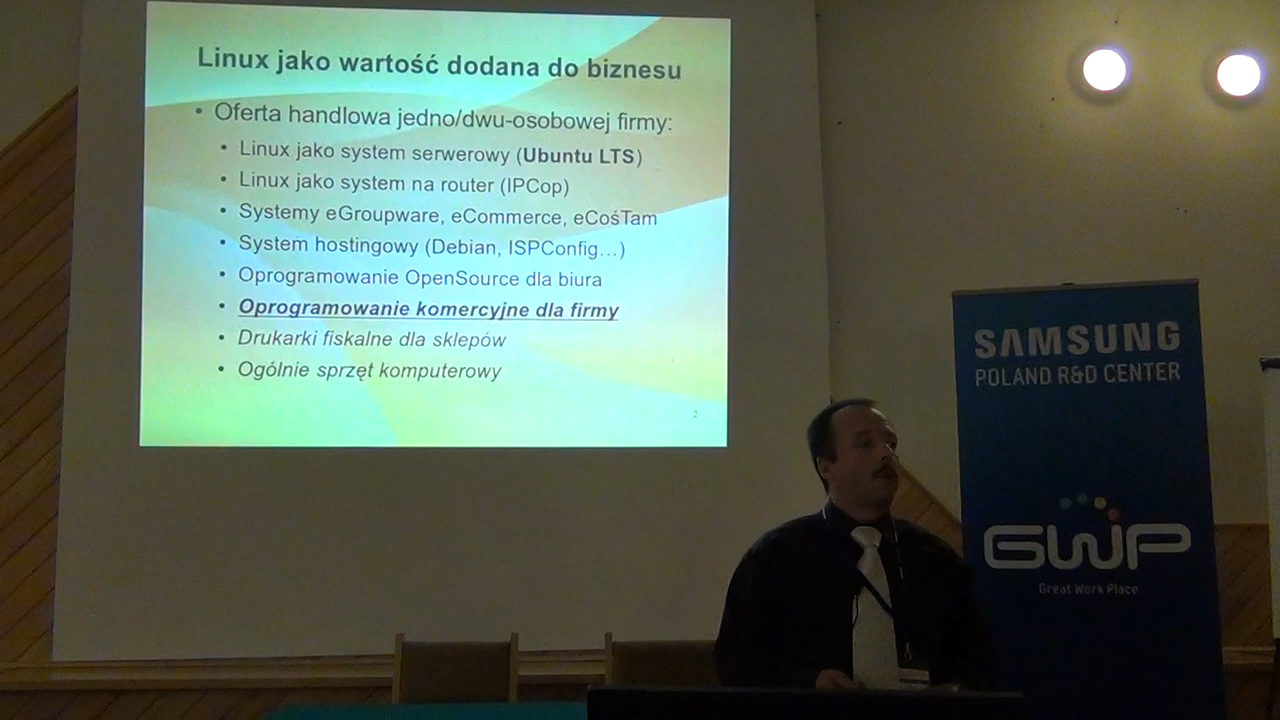 Linux jako wartość dodana do biznesu
• Oferta handlowa jedno/dwu-osobowej firmy:
• Linux jako system serwerowy (Ubuntu LTS)
• Linux jako system na router (IPCop)
• Systemy eGroupware, eCommerce, eCośTam
• System hostingowy (Debian, ISPConfig...)
• Oprogramowanie OpenSource dla biura
• Oprogramowanie komercyjne dla firmy
• Drukarki fiskalne dla sklepów
• Ogólnie sprzęt komputerowy
2
SAMSUNG
POLAND R&D CENTER
GWP
Great Work Place